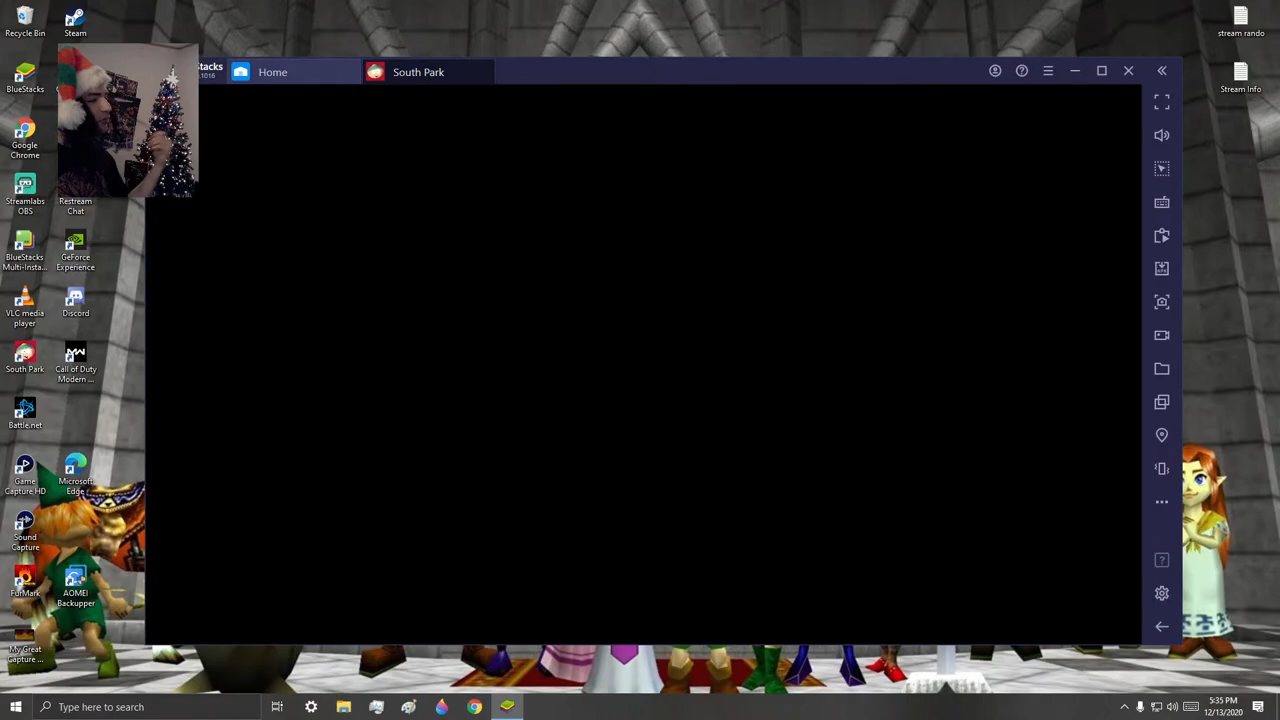 Recycle Bin
Steam
stream rando
Stacks
.1016
Home
South Park
BlueStacks
Stream Info
Google
Chrome
Streamlabs
OBS
Restream
Chat
BlueStacks
Multi-Insta...
GeForce
Experience
VLC media
player
Discord
South Park
Call of Duty
Modern ...
Battle.net
Game
Capture HD
Microsoft
Edge
Sound
Capture
FurMark
AOMEI
Backupper
My Great
Capture ...
Type here to search
5:35 PM
12/13/2020